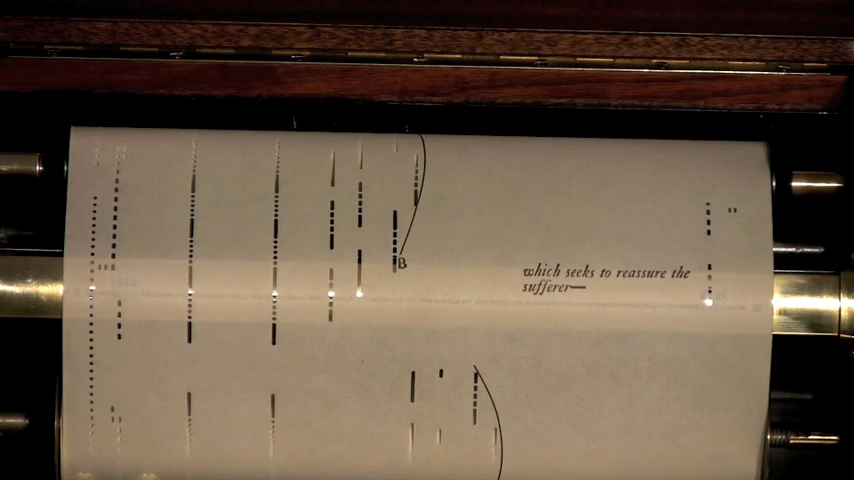 B
which seeks to reassure the
sufferer—